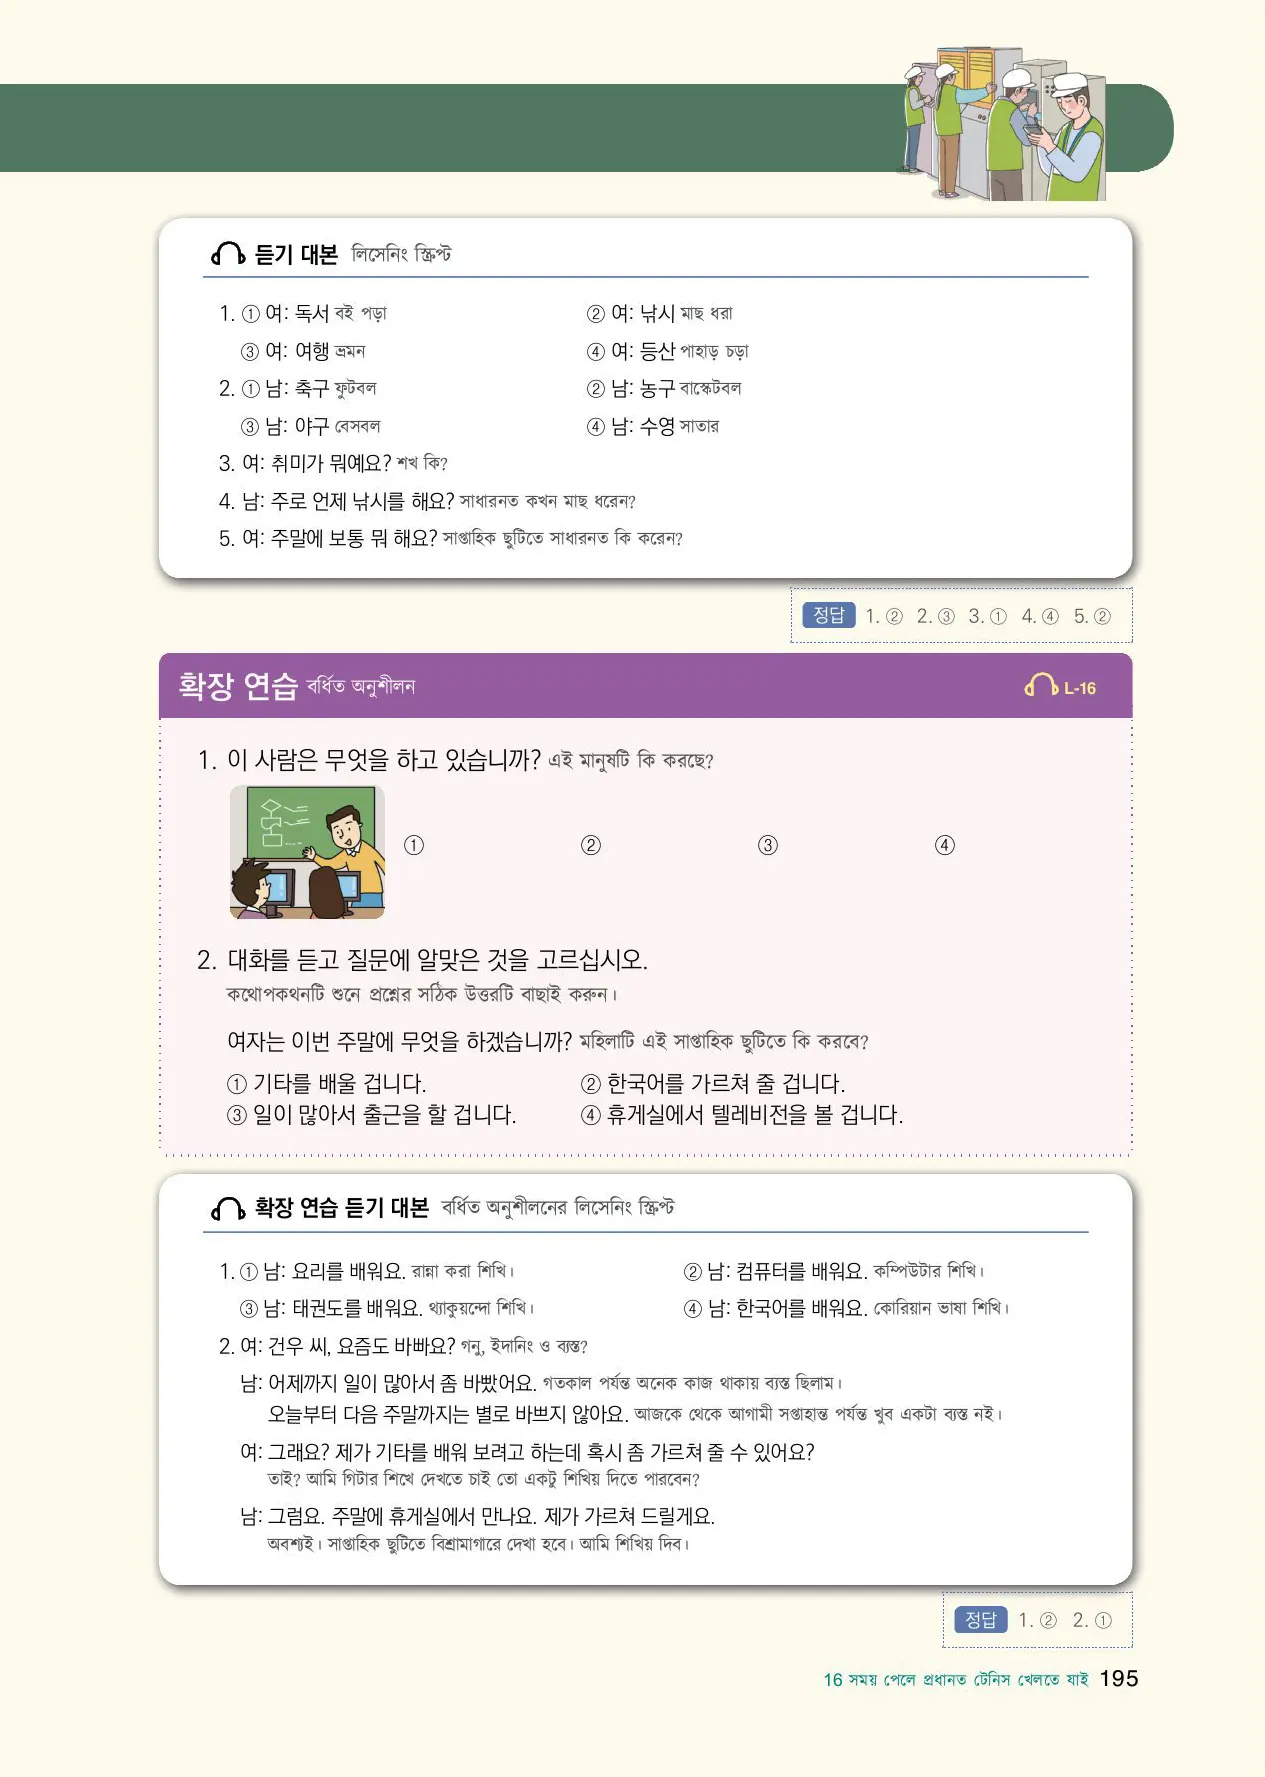 듣기 대본 লিসেনিং স্ক্রিপ্ট
1. ① 여: 독서 বই পড়া ② 여: 낚시 মাছ ধরা
③ 여: 여행 ভ্রমন ④ 여: 등산 পাহাড় চড়া
2. ① 남: 축구 ফুটবল ② 남: 농구 বাস্কেটবল
③ 남: 야구 বেসবল ④ 남: 수영 সাতার
3. 여: 취미가 뭐예요? শখ কি?
4. 남: 주로 언제 낚시를 해요? সাধারনত কখন মাছ ধরেন?
5. 여: 주말에 보통 뭐 해요? সাপ্তাহিক ছুটিতে সাধারনত কি করেন?
정답 1. ② 2. ③ 3. ① 4. ④ 5. ②
확장 연습 বর্ধিত অনুশীলন L-16
1. 이 사람은 무엇을 하고 있습니까? এই মানুষটি কি করছে?
① ② ③ ④
2. 대화를 듣고 질문에 알맞은 것을 고르십시오.
কথোপকথনটি শুনে প্রশ্নের সঠিক উত্তরটি বাছাই করুন।
여자는 이번 주말에 무엇을 하겠습니까? মহিলাটি এই সাপ্তাহিক ছুটিতে কি করবে?
① 기타를 배울 겁니다. ② 한국어를 가르쳐 줄 겁니다.
③ 일이 많아서 출근을 할 겁니다. ④ 휴게실에서 텔레비전을 볼 겁니다.
확장 연습 듣기 대본 বর্ধিত অনুশীলনের লিসেনিং স্ক্রিপ্ট
1. ① 남: 요리를 배워요. রান্না করা শিখি। ② 남: 컴퓨터를 배워요. কম্পিউটার শিখি।
③ 남: 태권도를 배워요. থ্যাকুয়ন্দো শিখি। ④ 남: 한국어를 배워요. কোরিয়ান ভাষা শিখি।
2. 여: 건우 씨, 요즘도 바빠요? গনু, ইদানিং ও ব্যস্ত?
남: 어제까지 일이 많아서 좀 바빴어요. গতকাল পর্যন্ত অনেক কাজ থাকায় ব্যস্ত ছিলাম।
오늘부터 다음 주말까지는 별로 바쁘지 않아요. আজকে থেকে আগামী সপ্তাহান্ত পর্যন্ত খুব একটা ব্যস্ত নই।
여: 그래요? 제가 기타를 배워 보려고 하는데 혹시 좀 가르쳐 줄 수 있어요?
তাই? আমি গিটার শিখে দেখতে চাই তো একটু শিখিয় দিতে পারবেন?
남: 그럼요. 주말에 휴게실에서 만나요. 제가 가르쳐 드릴게요.
অবশ্যই। সাপ্তাহিক ছুটিতে বিশ্রামাগারে দেখা হবে। আমি শিখিয় দিব।
정답 1. ② 2. ①
16 সময় পেলে প্রধানত টেনিস খেলতে যাই 195